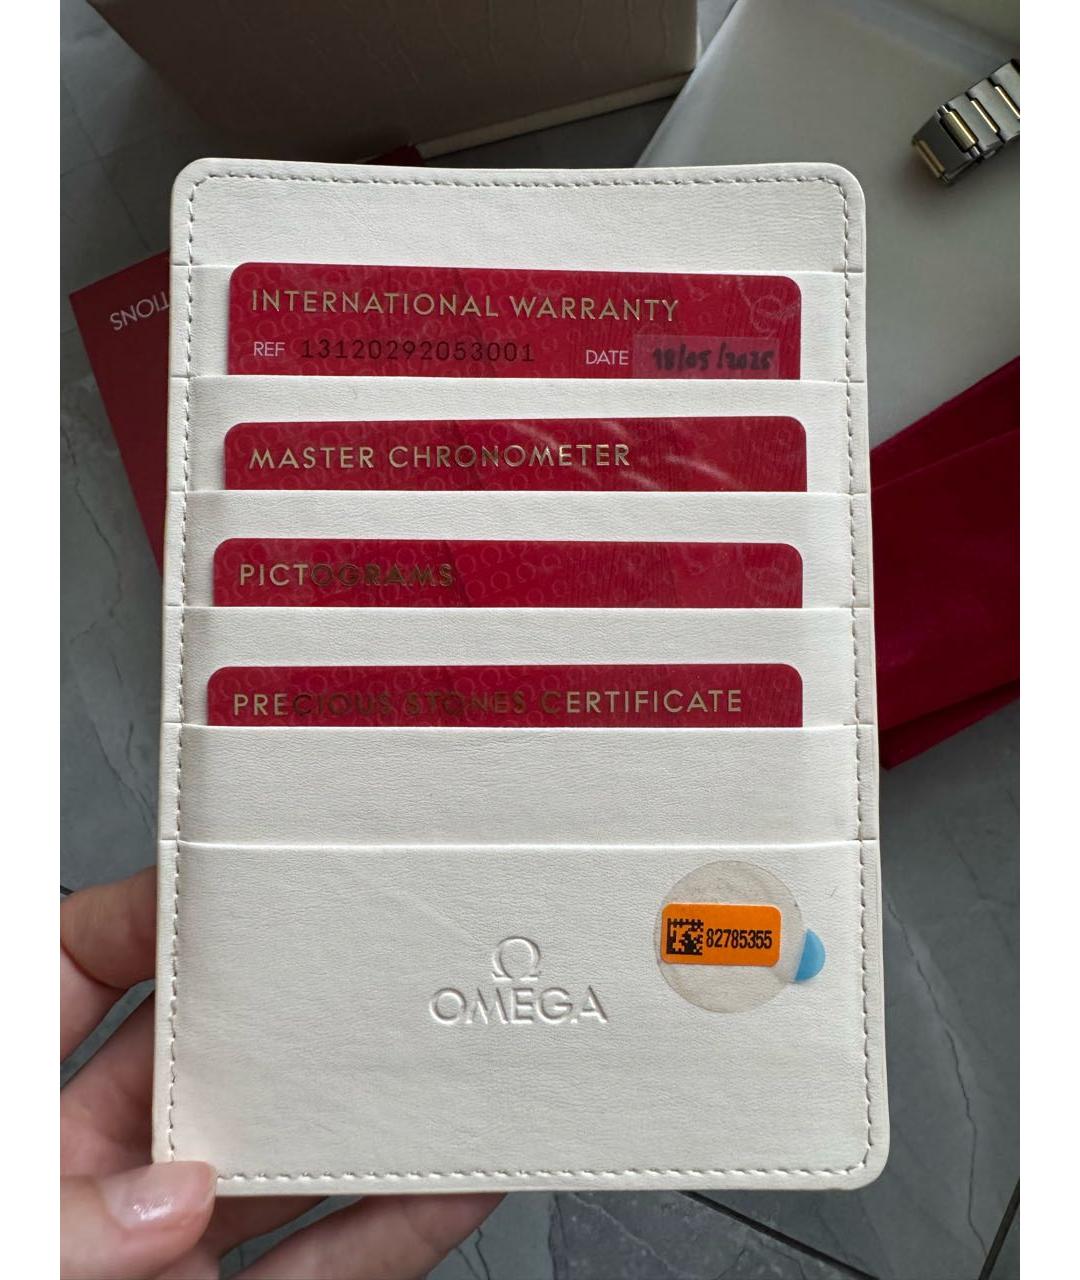 INTERNATIONAL WARRANTY
REF 13120292053001 DATE 18/05/2025
MASTER CHRONOMETER
PICTOGRAMS
PRECIOUS STONES CERTIFICATE
82785355
Ω
OMEGA